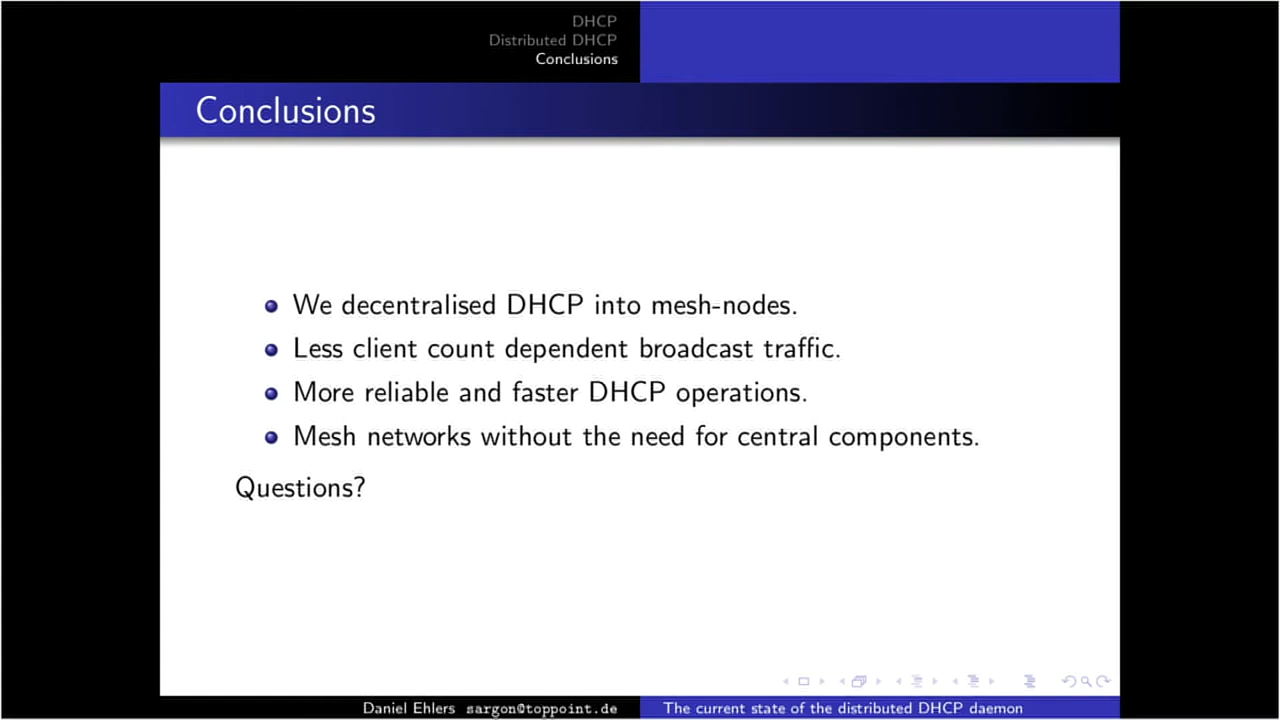 DHCP
Distributed DHCP
Conclusions
Conclusions
We decentralised DHCP into mesh-nodes.
Less client count dependent broadcast traffic.
More reliable and faster DHCP operations.
Mesh networks without the need for central components.
Questions?
Daniel Ehlers sargon@toppoint.de
The current state of the distributed DHCP daemon